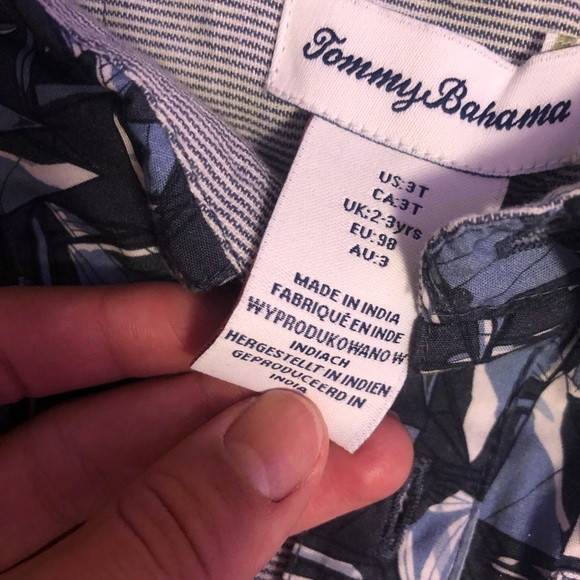 Tommy Bahama
US:3T
CA:3T
UK:2-3yrs
EU:98
AU:3
MADE IN INDIA
FABRIQUÉ EN INDE
WYPRODUKOWANO W
INDIACH
HERGESTELLT IN INDIEN
GEPRODUCEERD IN
INDIA